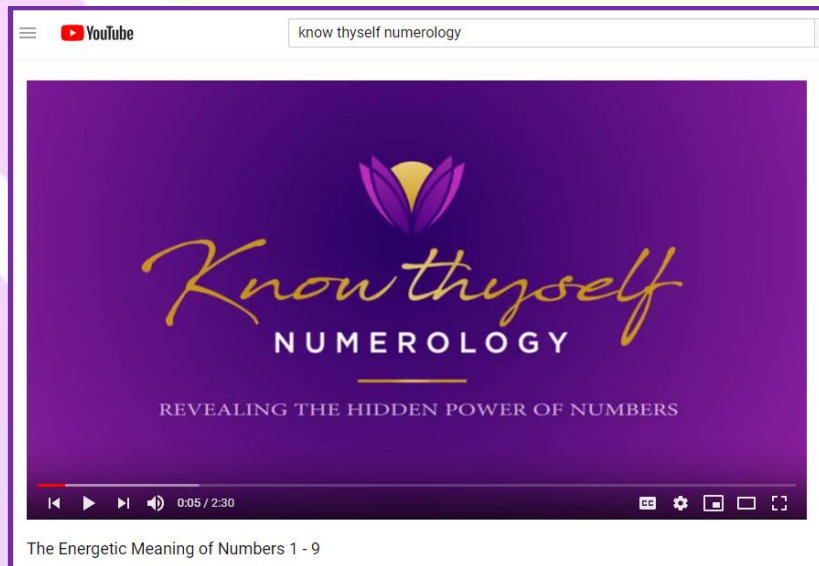 YouTube
know thyself numerology
Know thyself
NUMEROLOGY
REVEALING THE HIDDEN POWER OF NUMBERS
0:05 / 2:30
CC
The Energetic Meaning of Numbers 1 - 9